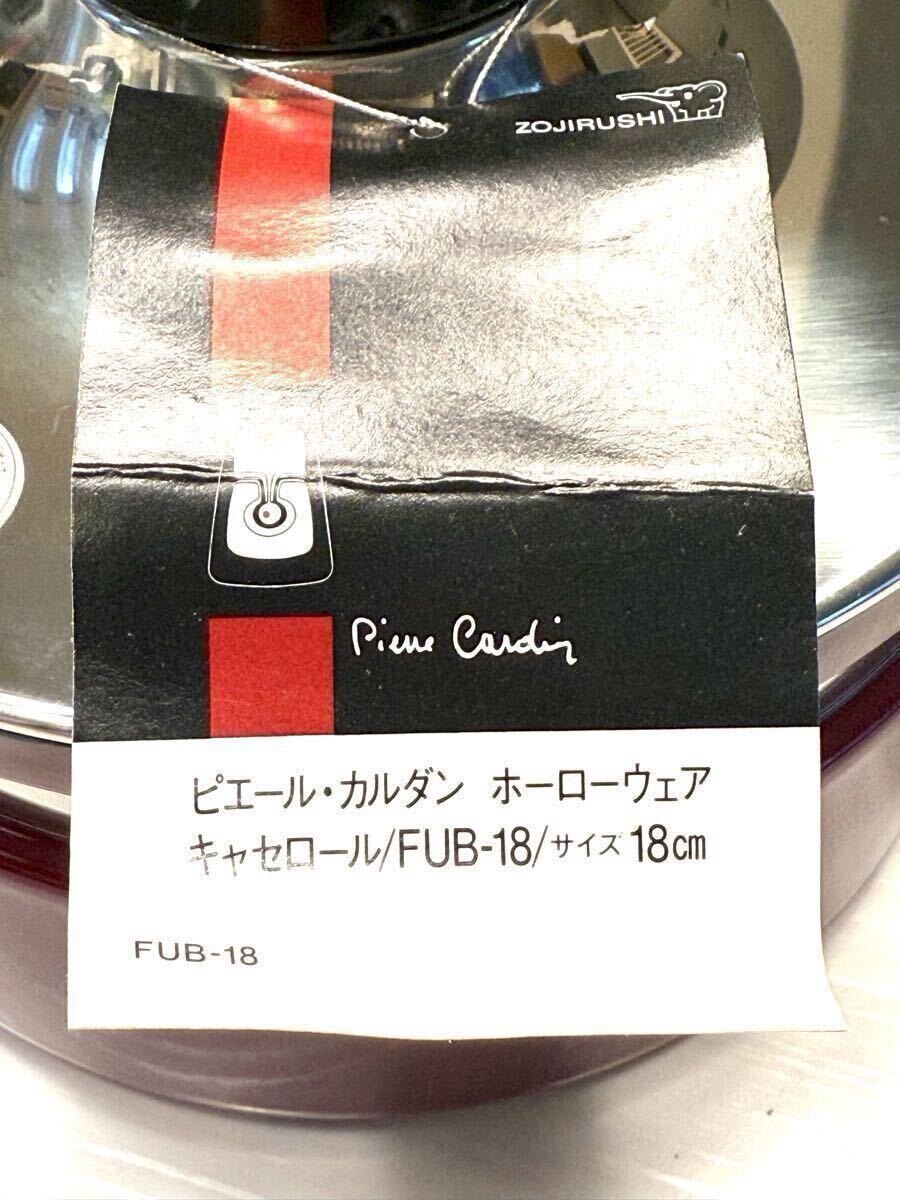 ZOJIRUSHI
Pierre Cardin
ピエール・カルダン ホーローウェア
キャセロール/FUB-18/サイズ 18cm
FUB-18